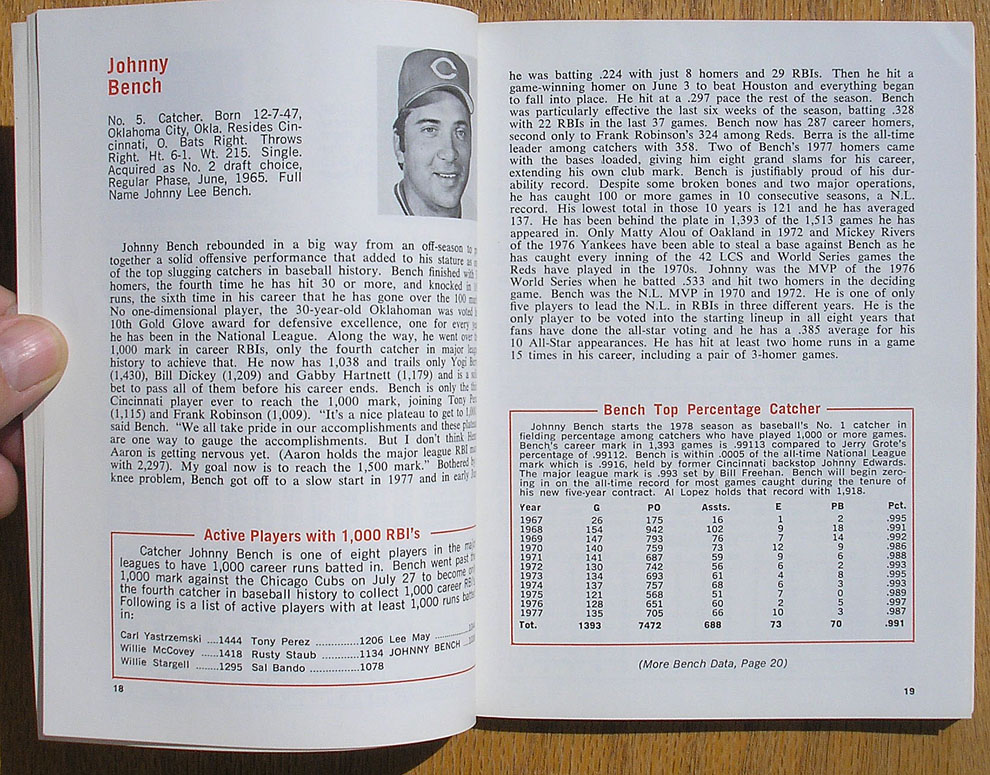 Johnny
Bench
No. 5. Catcher. Born 12-7-47,
Oklahoma City, Okla. Resides Cin-
cinnati, O. Bats Right. Throws
Right. Ht. 6-1. Wt. 215. Single.
Acquired as No. 2 draft choice,
Regular Phase, June, 1965. Full
Name Johnny Lee Bench.
C
Johnny Bench rebounded in a big way from an off-season to
together a solid offensive performance that added to his stature as
of the top slugging catchers in baseball history. Bench finished with
homers, the fourth time he has hit 30 or more, and knocked in
runs, the sixth time in his career that he has gone over the 100
No one-dimensional player, the 30-year-old Oklahoman was voted
10th Gold Glove award for defensive excellence, one for every
he has been in the National League. Along the way, he went over
1,000 mark in career RBIs, only the fourth catcher in major
history to achieve that. He now has 1,038 and trails only Yogi
(1,430), Bill Dickey (1,209) and Gabby Hartnett (1,179) and is a
bet to pass all of them before his career ends. Bench is only the
Cincinnati player ever to reach the 1,000 mark, joining Tony
(1,115) and Frank Robinson (1,009). "It's a nice plateau to get to
said Bench. "We all take pride in our accomplishments and these
are one way to gauge the accomplishments. But I don't think
Aaron is getting nervous yet. (Aaron holds the major league RBI
with 2,297). My goal now is to reach the 1,500 mark." Bothered
knee problem, Bench got off to a slow start in 1977 and in early
Active Players with 1,000 RBI's
Catcher Johnny Bench is one of eight players in the
leagues to have 1,000 career runs batted in. Bench went past
1,000 mark against the Chicago Cubs on July 27 to become
the fourth catcher in baseball history to collect 1,000 career
Following is a list of active players with at least 1,000 runs
in:
Carl Yastrzemski ....1444 Tony Perez ..............1206 Lee May
Willie McCovey ......1418 Rusty Staub ............1134 JOHNNY BENCH
Willie Stargell ........1295 Sal Bando ................1078
18
he was batting .224 with just 8 homers and 29 RBIs. Then he hit a
game-winning homer on June 3 to beat Houston and everything began
to fall into place. He hit at a .297 pace the rest of the season. Bench
was particularly effective the last six weeks of the season, batting .328
with 22 RBIs in the last 37 games. Bench now has 287 career homers,
second only to Frank Robinson's 324 among Reds. Berra is the all-time
leader among catchers with 358. Two of Bench's 1977 homers came
with the bases loaded, giving him eight grand slams for his career,
extending his own club mark. Bench is justifiably proud of his dur-
ability record. Despite some broken bones and two major operations,
he has caught 100 or more games in 10 consecutive seasons, a N.L.
record. His lowest total in those 10 years is 121 and he has averaged
137. He has been behind the plate in 1,393 of the 1,513 games he has
appeared in. Only Matty Alou of Oakland in 1972 and Mickey Rivers
of the 1976 Yankees have been able to steal a base against Bench as he
has caught every inning of the 42 LCS and World Series games the
Reds have played in the 1970s. Johnny was the MVP of the 1976
World Series when he batted .533 and hit two homers in the deciding
game. Bench was the N.L. MVP in 1970 and 1972. He is one of only
five players to lead the N.L. in RBIs in three different years. He is the
only player to be voted into the starting lineup in all eight years that
fans have done the all-star voting and he has a .385 average for his
10 All-Star appearances. He has hit at least two home runs in a game
15 times in his career, including a pair of 3-homer games.
Bench Top Percentage Catcher
Johnny Bench starts the 1978 season as baseball's No. 1 catcher in
fielding percentage among catchers who have played 1,000 or more games.
Bench's career mark in 1,393 games is .99113 compared to Jerry Grote's
percentage of .99112. Bench is within .0005 of the all-time National League
mark which is .9916, held by former Cincinnati backstop Johnny Edwards.
The major league mark is .993 set by Bill Freehan. Bench will begin zero-
ing in on the all-time record for most games caught during the tenure of
his new five-year contract. Al Lopez holds that record with 1,918.
Year G PO Assts. E PB Pct.
1967 26 175 16 1 2 .995
1968 154 942 102 9 18 .991
1969 147 793 76 7 14 .992
1970 140 759 73 12 9 .986
1971 141 687 59 9 6 .988
1972 130 742 56 6 2 .993
1973 134 693 61 4 8 .995
1974 137 757 68 6 3 .993
1975 121 568 51 7 0 .989
1976 128 651 60 2 5 .997
1977 135 705 66 10 3 .987
Tot. 1393 7472 688 73 70 .991
(More Bench Data, Page 20)
19